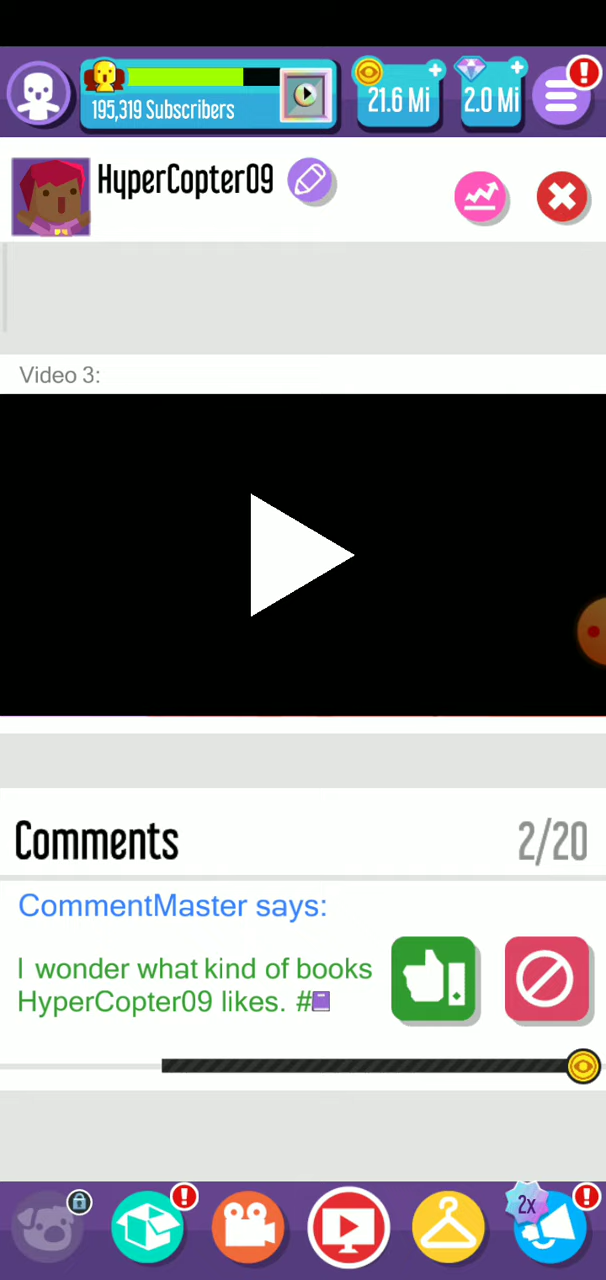 195,319 Subscribers
21.6 Mi
2.0 Mi
HyperCopter09
Video 3:
Comments
2/20
CommentMaster says:
I wonder what kind of books
HyperCopter09 likes. #
2x